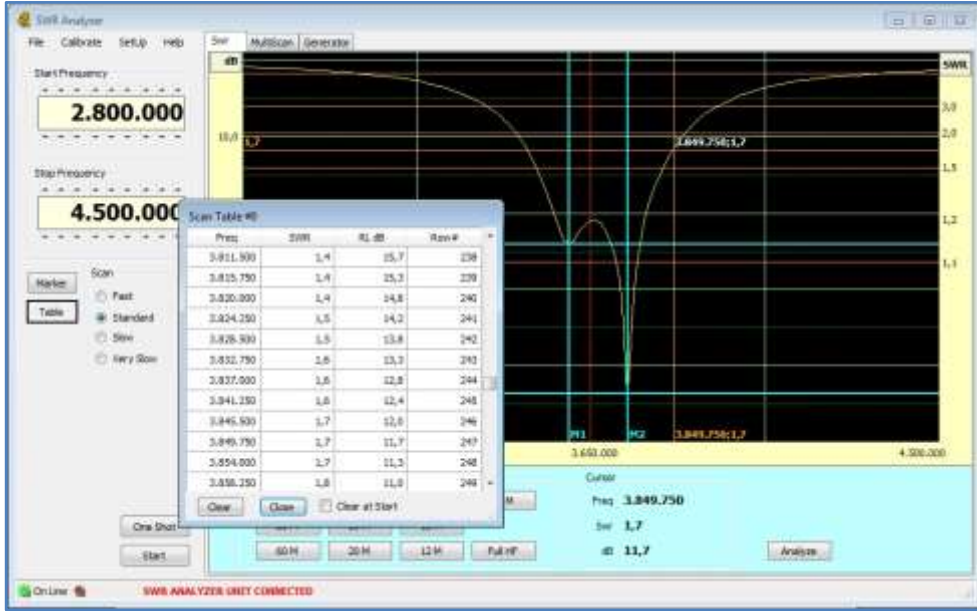 SWR Analyzer
File Calibrate SetUp Help
Swr MultiScan Generator
Start Frequency
2.800.000
Stop Frequency
4.500.000
Marker
Table
Scan
Fast
Standard
Slow
Very Slow
One Shot
Start
dB
SWR
10,0
1,7
3,0
2,0
1,5
1,2
1,1
3.849.750;1,7
M1 M2 3.849.750;1,7
3.650.000 4.500.000
Scan Table #0
Freq SWR RL dB Row#
3.811.500 1,4 15,7 238
3.815.750 1,4 15,3 239
3.820.000 1,4 14,8 240
3.824.250 1,5 14,2 241
3.828.500 1,5 13,8 242
3.832.750 1,6 13,3 243
3.837.000 1,6 12,8 244
3.841.250 1,6 12,4 245
3.845.500 1,7 12,0 246
3.849.750 1,7 11,7 247
3.854.000 1,7 11,3 248
3.858.250 1,8 11,0 249
Clear Close Clear at Start
M
60 M 20 M 12 M Full HF
Cursor
Freq 3.849.750
Swr 1,7
dB 11,7
Analyze
On Line SWR ANALYZER UNIT CONNECTED